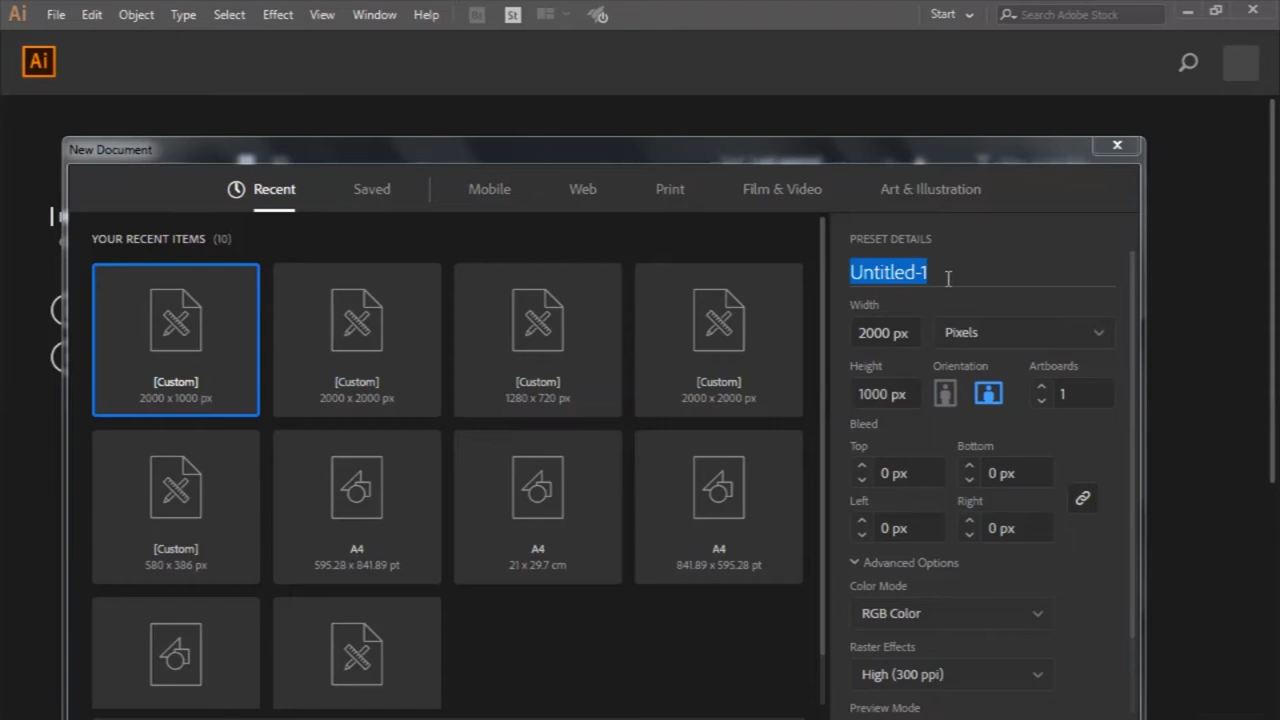 Ai File Edit Object Type Select Effect View Window Help Br St Start Search Adobe Stock
Ai
New Document
Recent Saved Mobile Web Print Film & Video Art & Illustration
YOUR RECENT ITEMS (10)
[Custom]
2000 x 1000 px
[Custom]
2000 x 2000 px
[Custom]
1280 x 720 px
[Custom]
2000 x 2000 px
[Custom]
580 x 386 px
A4
595.28 x 841.89 pt
A4
21 x 29.7 cm
A4
841.89 x 595.28 pt
PRESET DETAILS
Untitled-1
Width
2000 px Pixels
Height Orientation Artboards
1000 px 1
Bleed
Top Bottom
0 px 0 px
Left Right
0 px 0 px
Advanced Options
Color Mode
RGB Color
Raster Effects
High (300 ppi)
Preview Mode